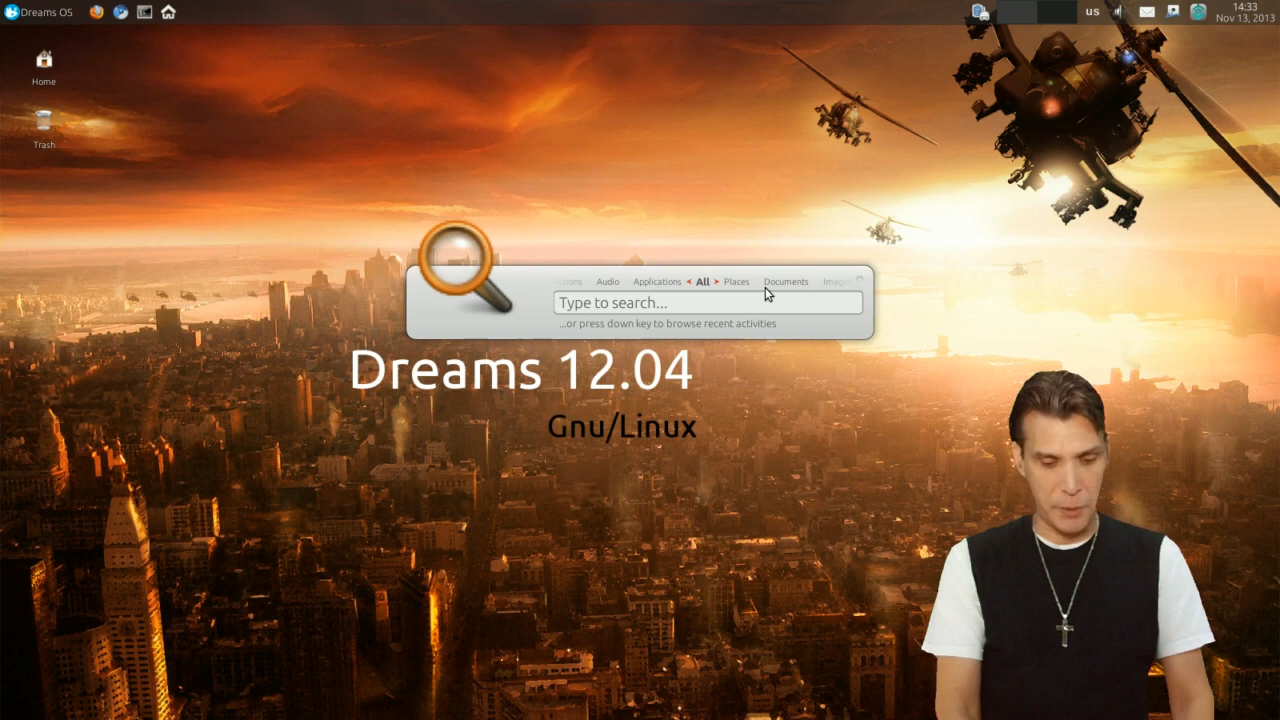 Dreams OS
us
14:33
Nov 13, 2013
Home
Trash
Audio Applications All Places Documents
Type to search...
...or press down key to browse recent activities
Dreams 12.04
Gnu/Linux